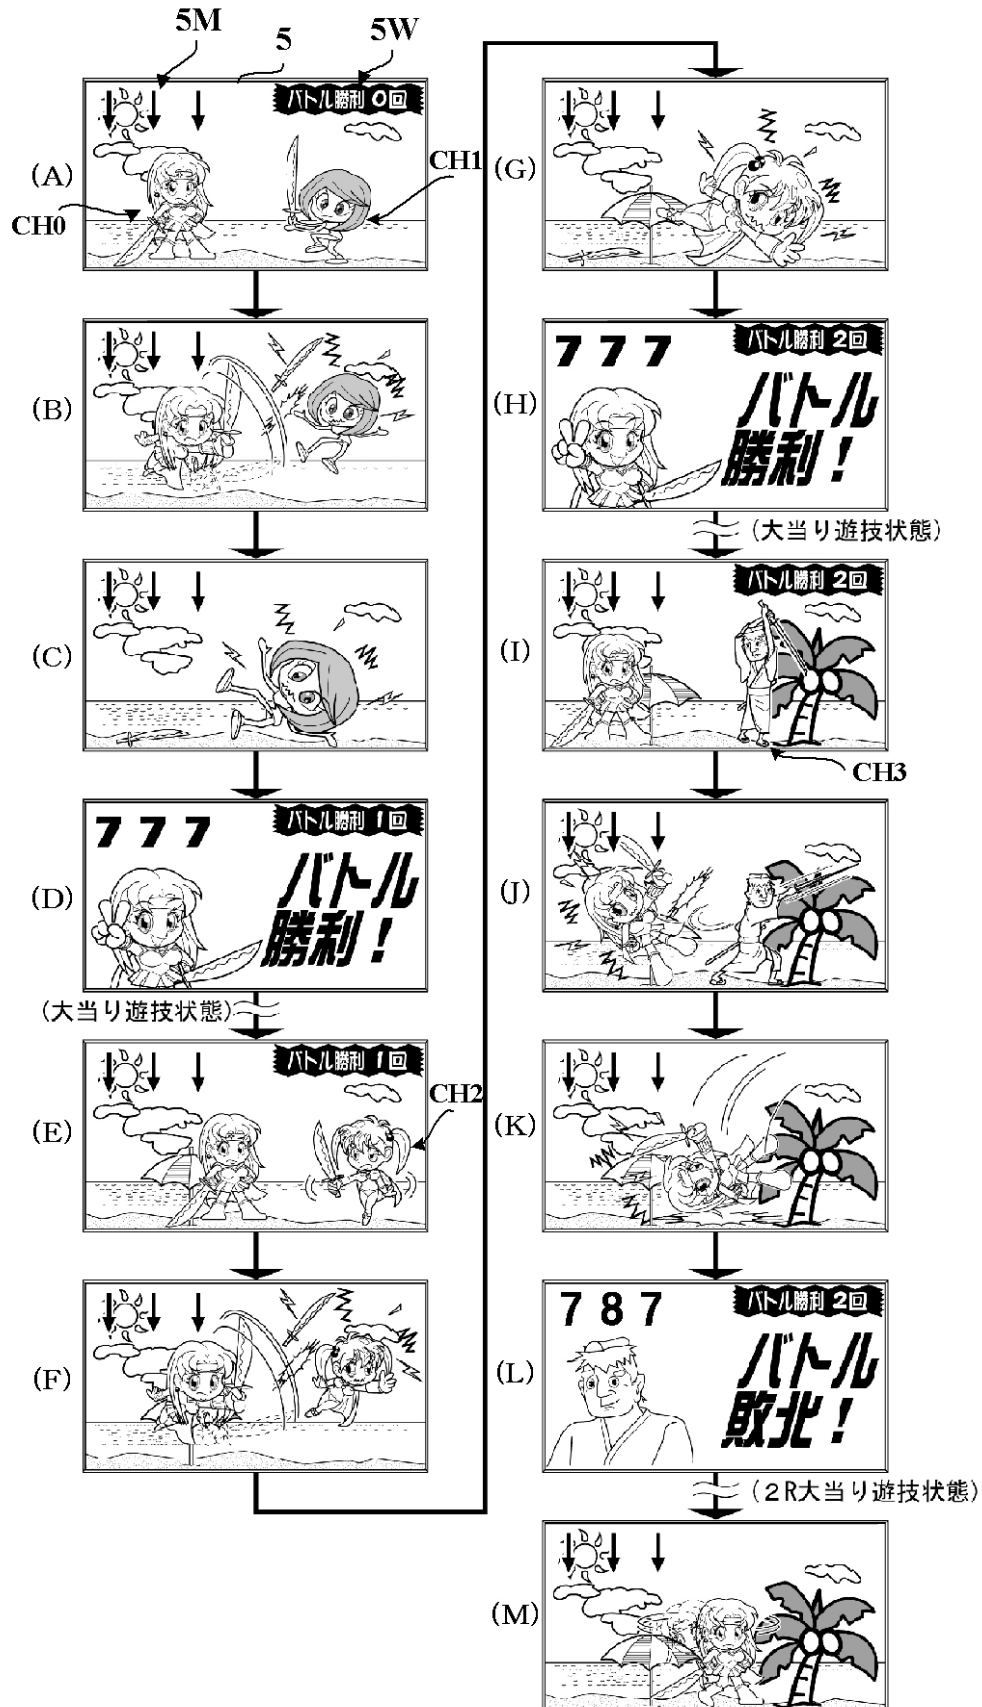 5M
5
5W
(A)
バトル勝利 0回
CH0
CH1
(B)
(C)
(D)
777
バトル勝利 1回
バトル
勝利！
(大当り遊技状態)
(E)
バトル勝利 1回
CH2
(F)
(G)
(H)
777
バトル勝利 2回
バトル
勝利！
(大当り遊技状態)
(I)
バトル勝利 2回
CH3
(J)
(K)
(L)
787
バトル勝利 2回
バトル
敗北！
(2R大当り遊技状態)
(M)